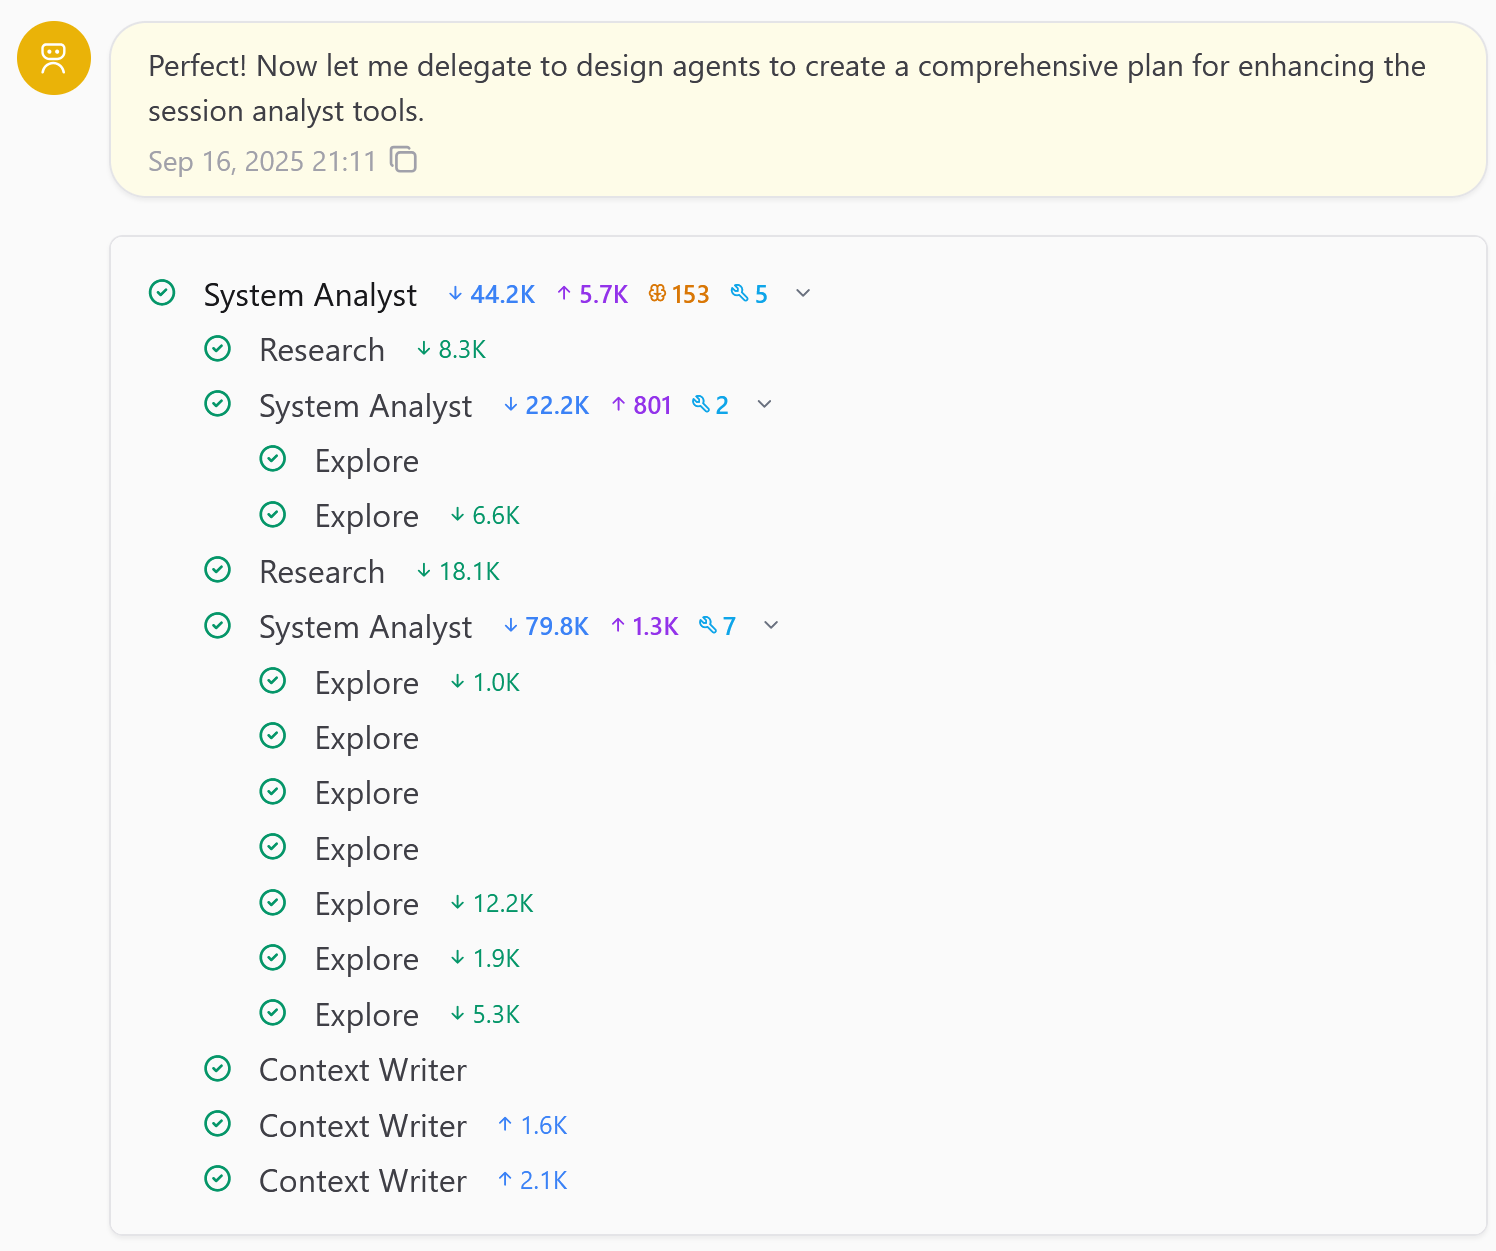 Perfect! Now let me delegate to design agents to create a comprehensive plan for enhancing the
session analyst tools.
Sep 16, 2025 21:11
System Analyst ↓ 44.2K ↑ 5.7K 153 5
Research ↓ 8.3K
System Analyst ↓ 22.2K ↑ 801 2
Explore
Explore ↓ 6.6K
Research ↓ 18.1K
System Analyst ↓ 79.8K ↑ 1.3K 7
Explore ↓ 1.0K
Explore
Explore
Explore
Explore ↓ 12.2K
Explore ↓ 1.9K
Explore ↓ 5.3K
Context Writer
Context Writer ↑ 1.6K
Context Writer ↑ 2.1K